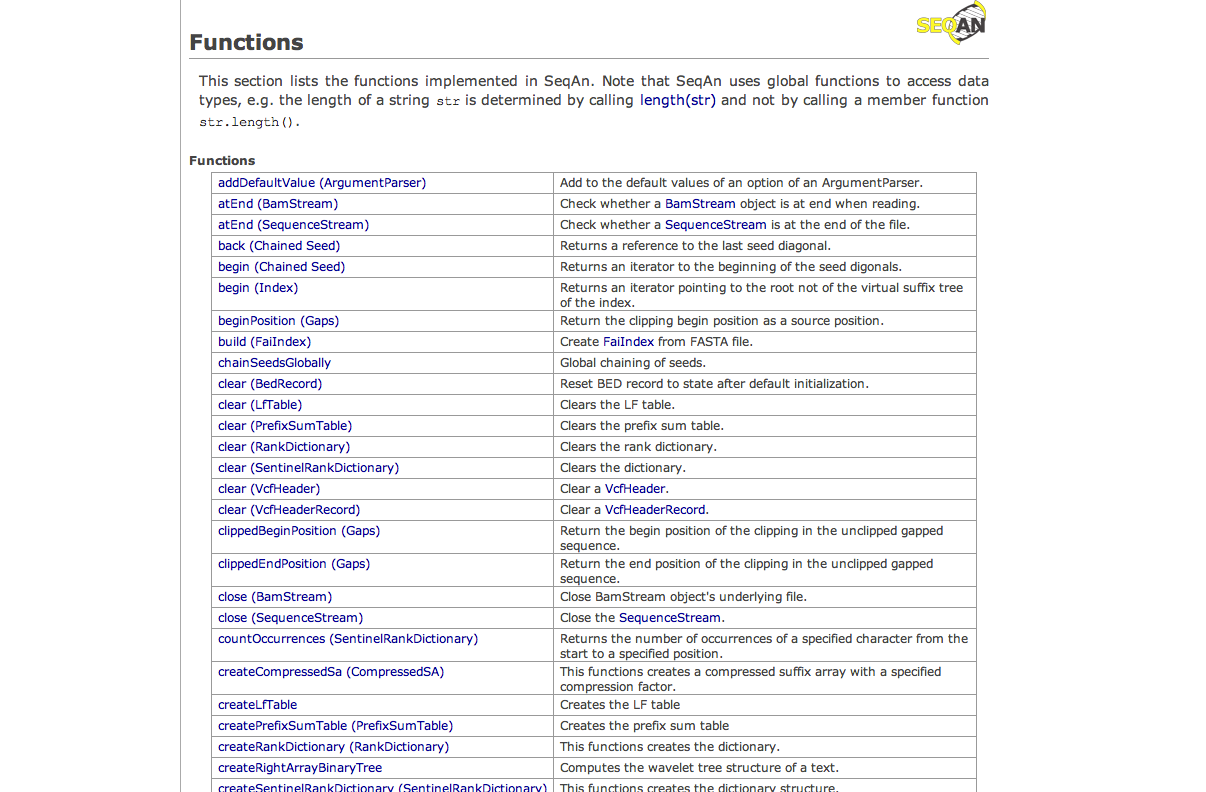 SEQAN
Functions
This section lists the functions implemented in SeqAn. Note that SeqAn uses global functions to access data
types, e.g. the length of a string str is determined by calling length(str) and not by calling a member function
str.length().
Functions
addDefaultValue (ArgumentParser) Add to the default values of an option of an ArgumentParser.
atEnd (BamStream) Check whether a BamStream object is at end when reading.
atEnd (SequenceStream) Check whether a SequenceStream is at the end of the file.
back (Chained Seed) Returns a reference to the last seed diagonal.
begin (Chained Seed) Returns an iterator to the beginning of the seed digonals.
begin (Index) Returns an iterator pointing to the root not of the virtual suffix tree
of the index.
beginPosition (Gaps) Return the clipping begin position as a source position.
build (FaiIndex) Create FaiIndex from FASTA file.
chainSeedsGlobally Global chaining of seeds.
clear (BedRecord) Reset BED record to state after default initialization.
clear (LfTable) Clears the LF table.
clear (PrefixSumTable) Clears the prefix sum table.
clear (RankDictionary) Clears the rank dictionary.
clear (SentinelRankDictionary) Clears the dictionary.
clear (VcfHeader) Clear a VcfHeader.
clear (VcfHeaderRecord) Clear a VcfHeaderRecord.
clippedBeginPosition (Gaps) Return the begin position of the clipping in the unclipped gapped
sequence.
clippedEndPosition (Gaps) Return the end position of the clipping in the unclipped gapped
sequence.
close (BamStream) Close BamStream object's underlying file.
close (SequenceStream) Close the SequenceStream.
countOccurrences (SentinelRankDictionary) Returns the number of occurrences of a specified character from the
start to a specified position.
createCompressedSa (CompressedSA) This functions creates a compressed suffix array with a specified
compression factor.
createLfTable Creates the LF table
createPrefixSumTable (PrefixSumTable) Creates the prefix sum table
createRankDictionary (RankDictionary) This functions creates the dictionary.
createRightArrayBinaryTree Computes the wavelet tree structure of a text.
createSentinelRankDictionary (SentinelRankDictionary) This functions creates the dictionary structure.